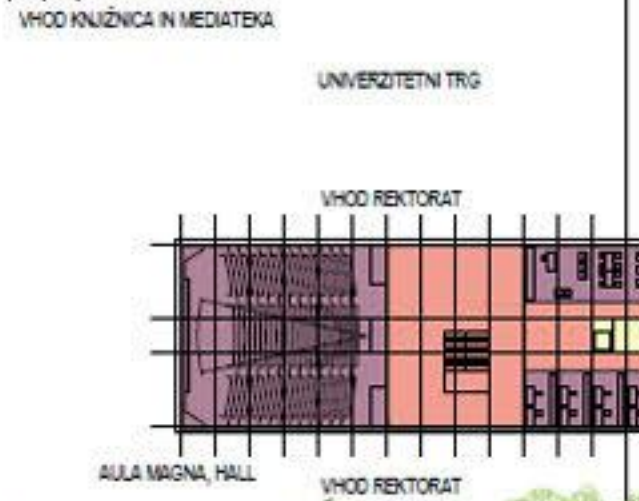 VHOD KNJIŽNICA IN MEDIATEKA
UNIVERZITETNI TRG
VHOD REKTORAT
AULA MAGNA, HALL
VHOD REKTORAT